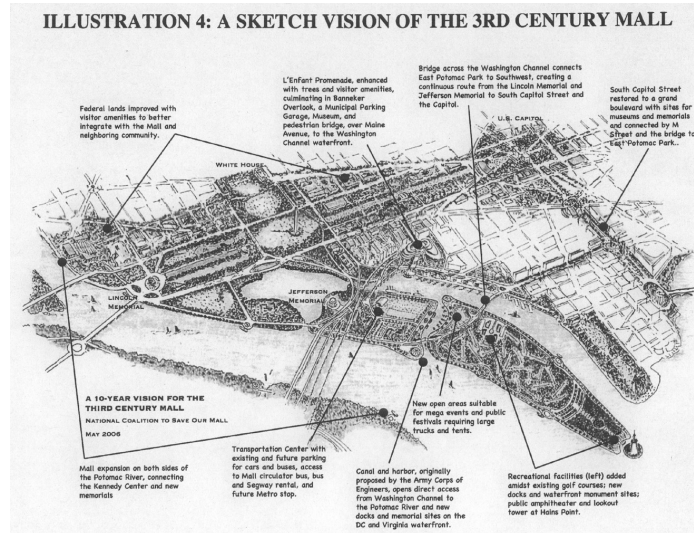 ILLUSTRATION 4: A SKETCH VISION OF THE 3RD CENTURY MALL
Federal lands improved with
visitor amenities to better
integrate with the Mall and
neighboring community.
L'Enfant Promenade, enhanced
with trees and visitor amenities,
culminating in Banneker
Overlook, a Municipal Parking
Garage, Museum, and
pedestrian bridge, over Maine
Avenue, to the Washington
Channel waterfront.
Bridge across the Washington Channel connects
East Potomac Park to Southwest, creating a
continuous route from the Lincoln Memorial and
Jefferson Memorial to South Capitol Street and
the Capitol.
South Capitol Street
restored to a grand
boulevard with sites for
museums and memorials
and connected by M
Street and the bridge to
East Potomac Park..
U.S. CAPITOL
WHITE HOUSE
LINCOLN
MEMORIAL
JEFFERSON
MEMORIAL
A 10-YEAR VISION FOR THE
THIRD CENTURY MALL
NATIONAL COALITION TO SAVE OUR MALL
MAY 2006
Mall expansion on both sides of
the Potomac River, connecting
the Kennedy Center and new
memorials
Transportation Center with
existing and future parking
for cars and buses, access
to Mall circulator bus, bus
and Segway rental, and
future Metro stop.
New open areas suitable
for mega events and public
festivals requiring large
trucks and tents.
Canal and harbor, originally
proposed by the Army Corps of
Engineers, opens direct access
from Washington Channel to
the Potomac River and new
docks and memorial sites on the
DC and Virginia waterfront.
Recreational facilities (left) added
amidst existing golf courses; new
docks and waterfront monument sites;
public amphitheater and lookout
tower at Hains Point.